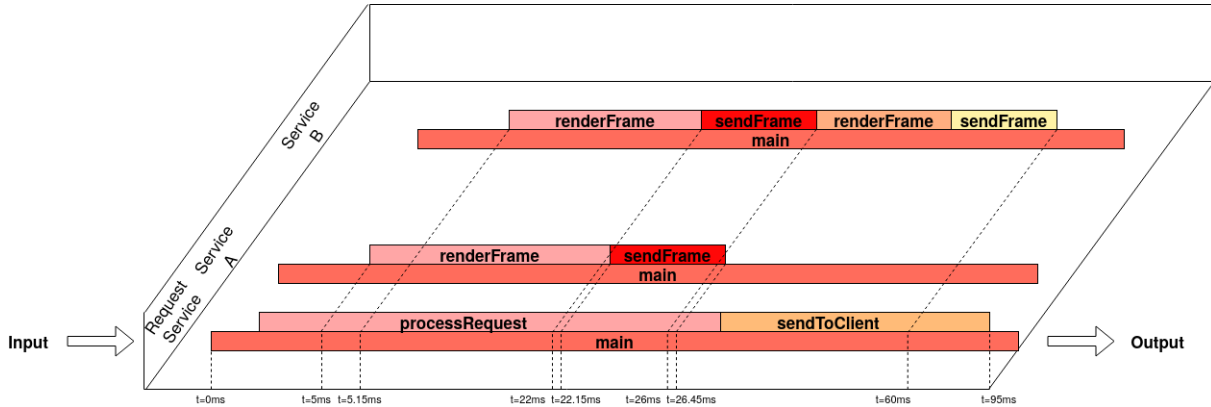 Service
B
renderFrame
sendFrame
renderFrame
sendFrame
main
Service
A
renderFrame
sendFrame
main
Request
Service
processRequest
sendToClient
main
Input
Output
t=0ms
t=5ms
t=5.15ms
t=22ms
t=22.15ms
t=26ms
t=26.45ms
t=60ms
t=95ms